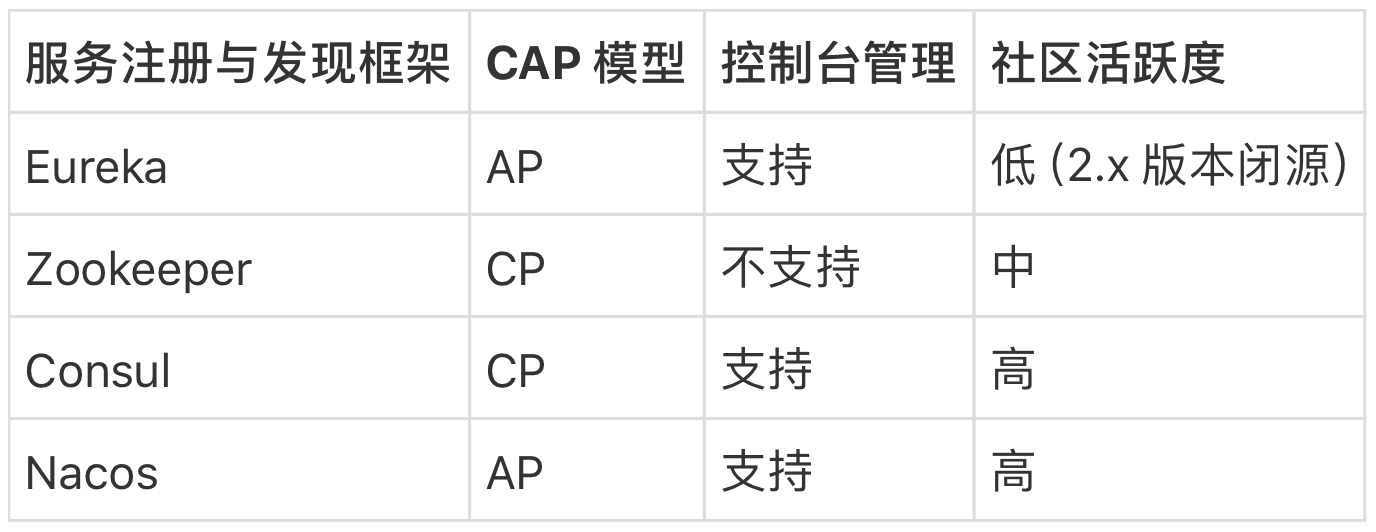 服务注册与发现框架 CAP 模型 控制台管理 社区活跃度
Eureka AP 支持 低 (2.x 版本闭源)
Zookeeper CP 不支持 中
Consul CP 支持 高
Nacos AP 支持 高